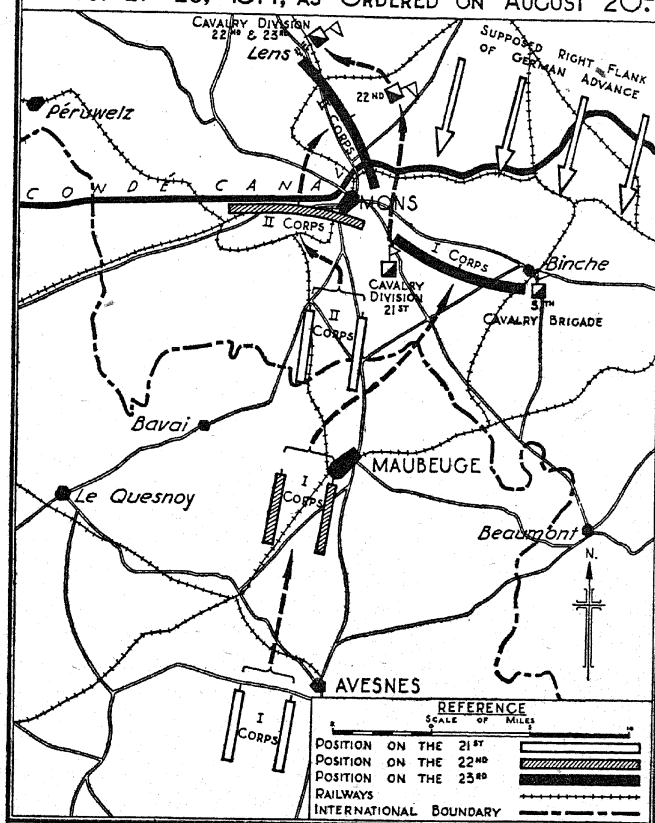 1914, AS ORDERED ON AUGUST 20
CAVALRY DIVISION
22ND & 23RD
Lens
SUPPOSED RIGHT FLANK
OF GERMAN ADVANCE
22ND
Péruwelz
CORPS
CONDÉ CANAL
MONS
II CORPS
I CORPS
Binche
CAVALRY
DIVISION
21ST
5TH
CAVALRY BRIGADE
II
CORPS
Bavai
MAUBEUGE
Le Quesnoy
I
CORPS
Beaumont
N.
AVESNES
I
CORPS
REFERENCE
SCALE OF MILES
POSITION ON THE 21ST
POSITION ON THE 22ND
POSITION ON THE 23RD
RAILWAYS
INTERNATIONAL BOUNDARY